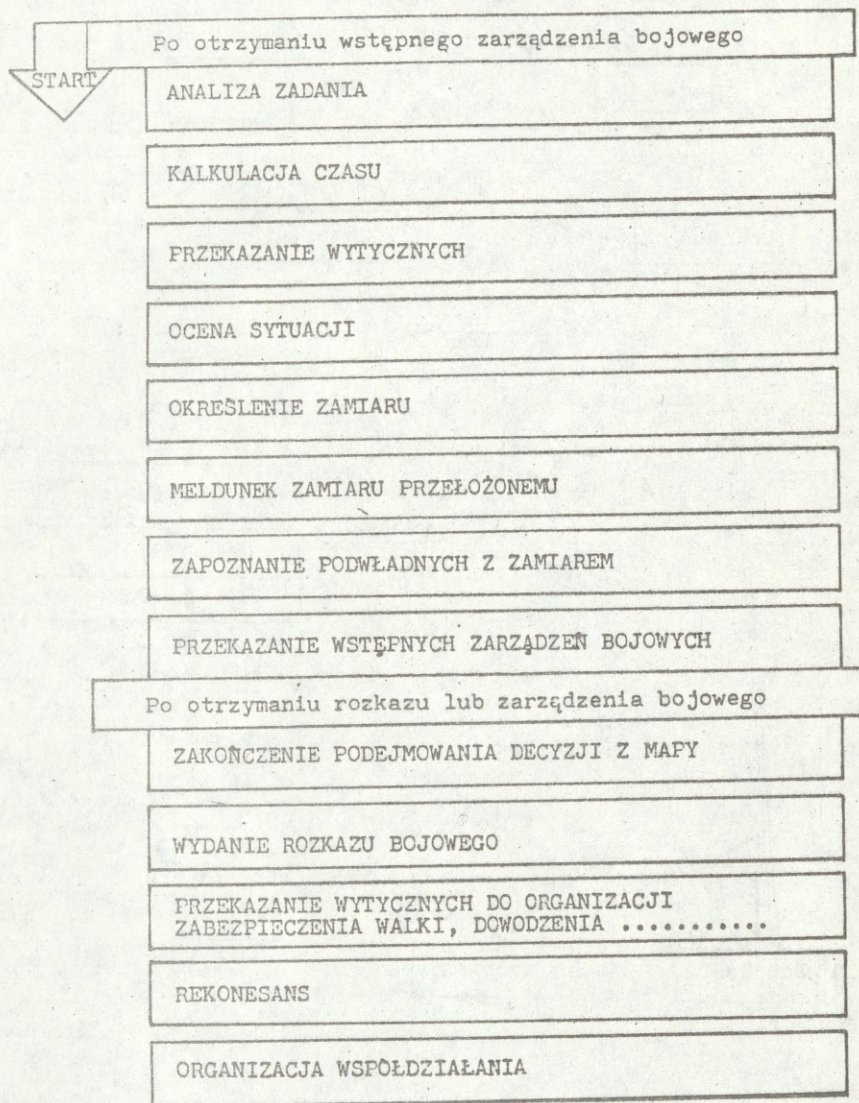 Po otrzymaniu wstępnego zarządzenia bojowego
START
ANALIZA ZADANIA
KALKULACJA CZASU
PRZEKAZANIE WYTYCZNYCH
OCENA SYTUACJI
OKREŚLENIE ZAMIARU
MELDUNEK ZAMIARU PRZEŁOŻONEMU
ZAPOZNANIE PODWŁADNYCH Z ZAMIAREM
PRZEKAZANIE WSTĘPNYCH ZARZĄDZEŃ BOJOWYCH
Po otrzymaniu rozkazu lub zarządzenia bojowego
ZAKOŃCZENIE PODEJMOWANIA DECYZJI Z MAPY
WYDANIE ROZKAZU BOJOWEGO
PRZEKAZANIE WYTYCZNYCH DO ORGANIZACJI
ZABEZPIECZENIA WALKI, DOWODZENIA ...........
REKONESANS
ORGANIZACJA WSPÓŁDZIAŁANIA